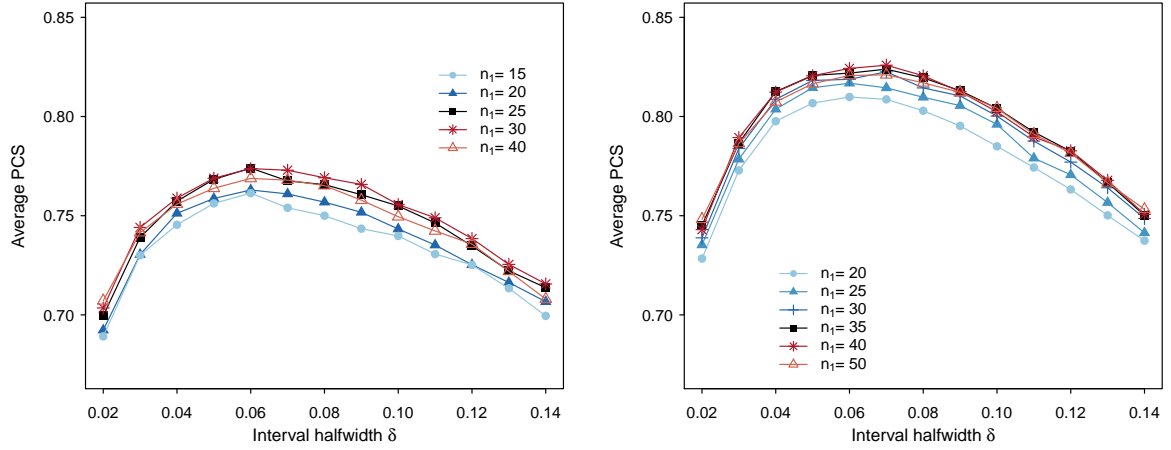 0.85
0.80
0.75
0.70
Average PCS
n₁= 15
n₁= 20
n₁= 25
n₁= 30
n₁= 40
0.02 0.04 0.06 0.08 0.10 0.12 0.14
Interval halfwidth δ
0.85
0.80
0.75
0.70
Average PCS
n₁= 20
n₁= 25
n₁= 30
n₁= 35
n₁= 40
n₁= 50
0.02 0.04 0.06 0.08 0.10 0.12 0.14
Interval halfwidth δ